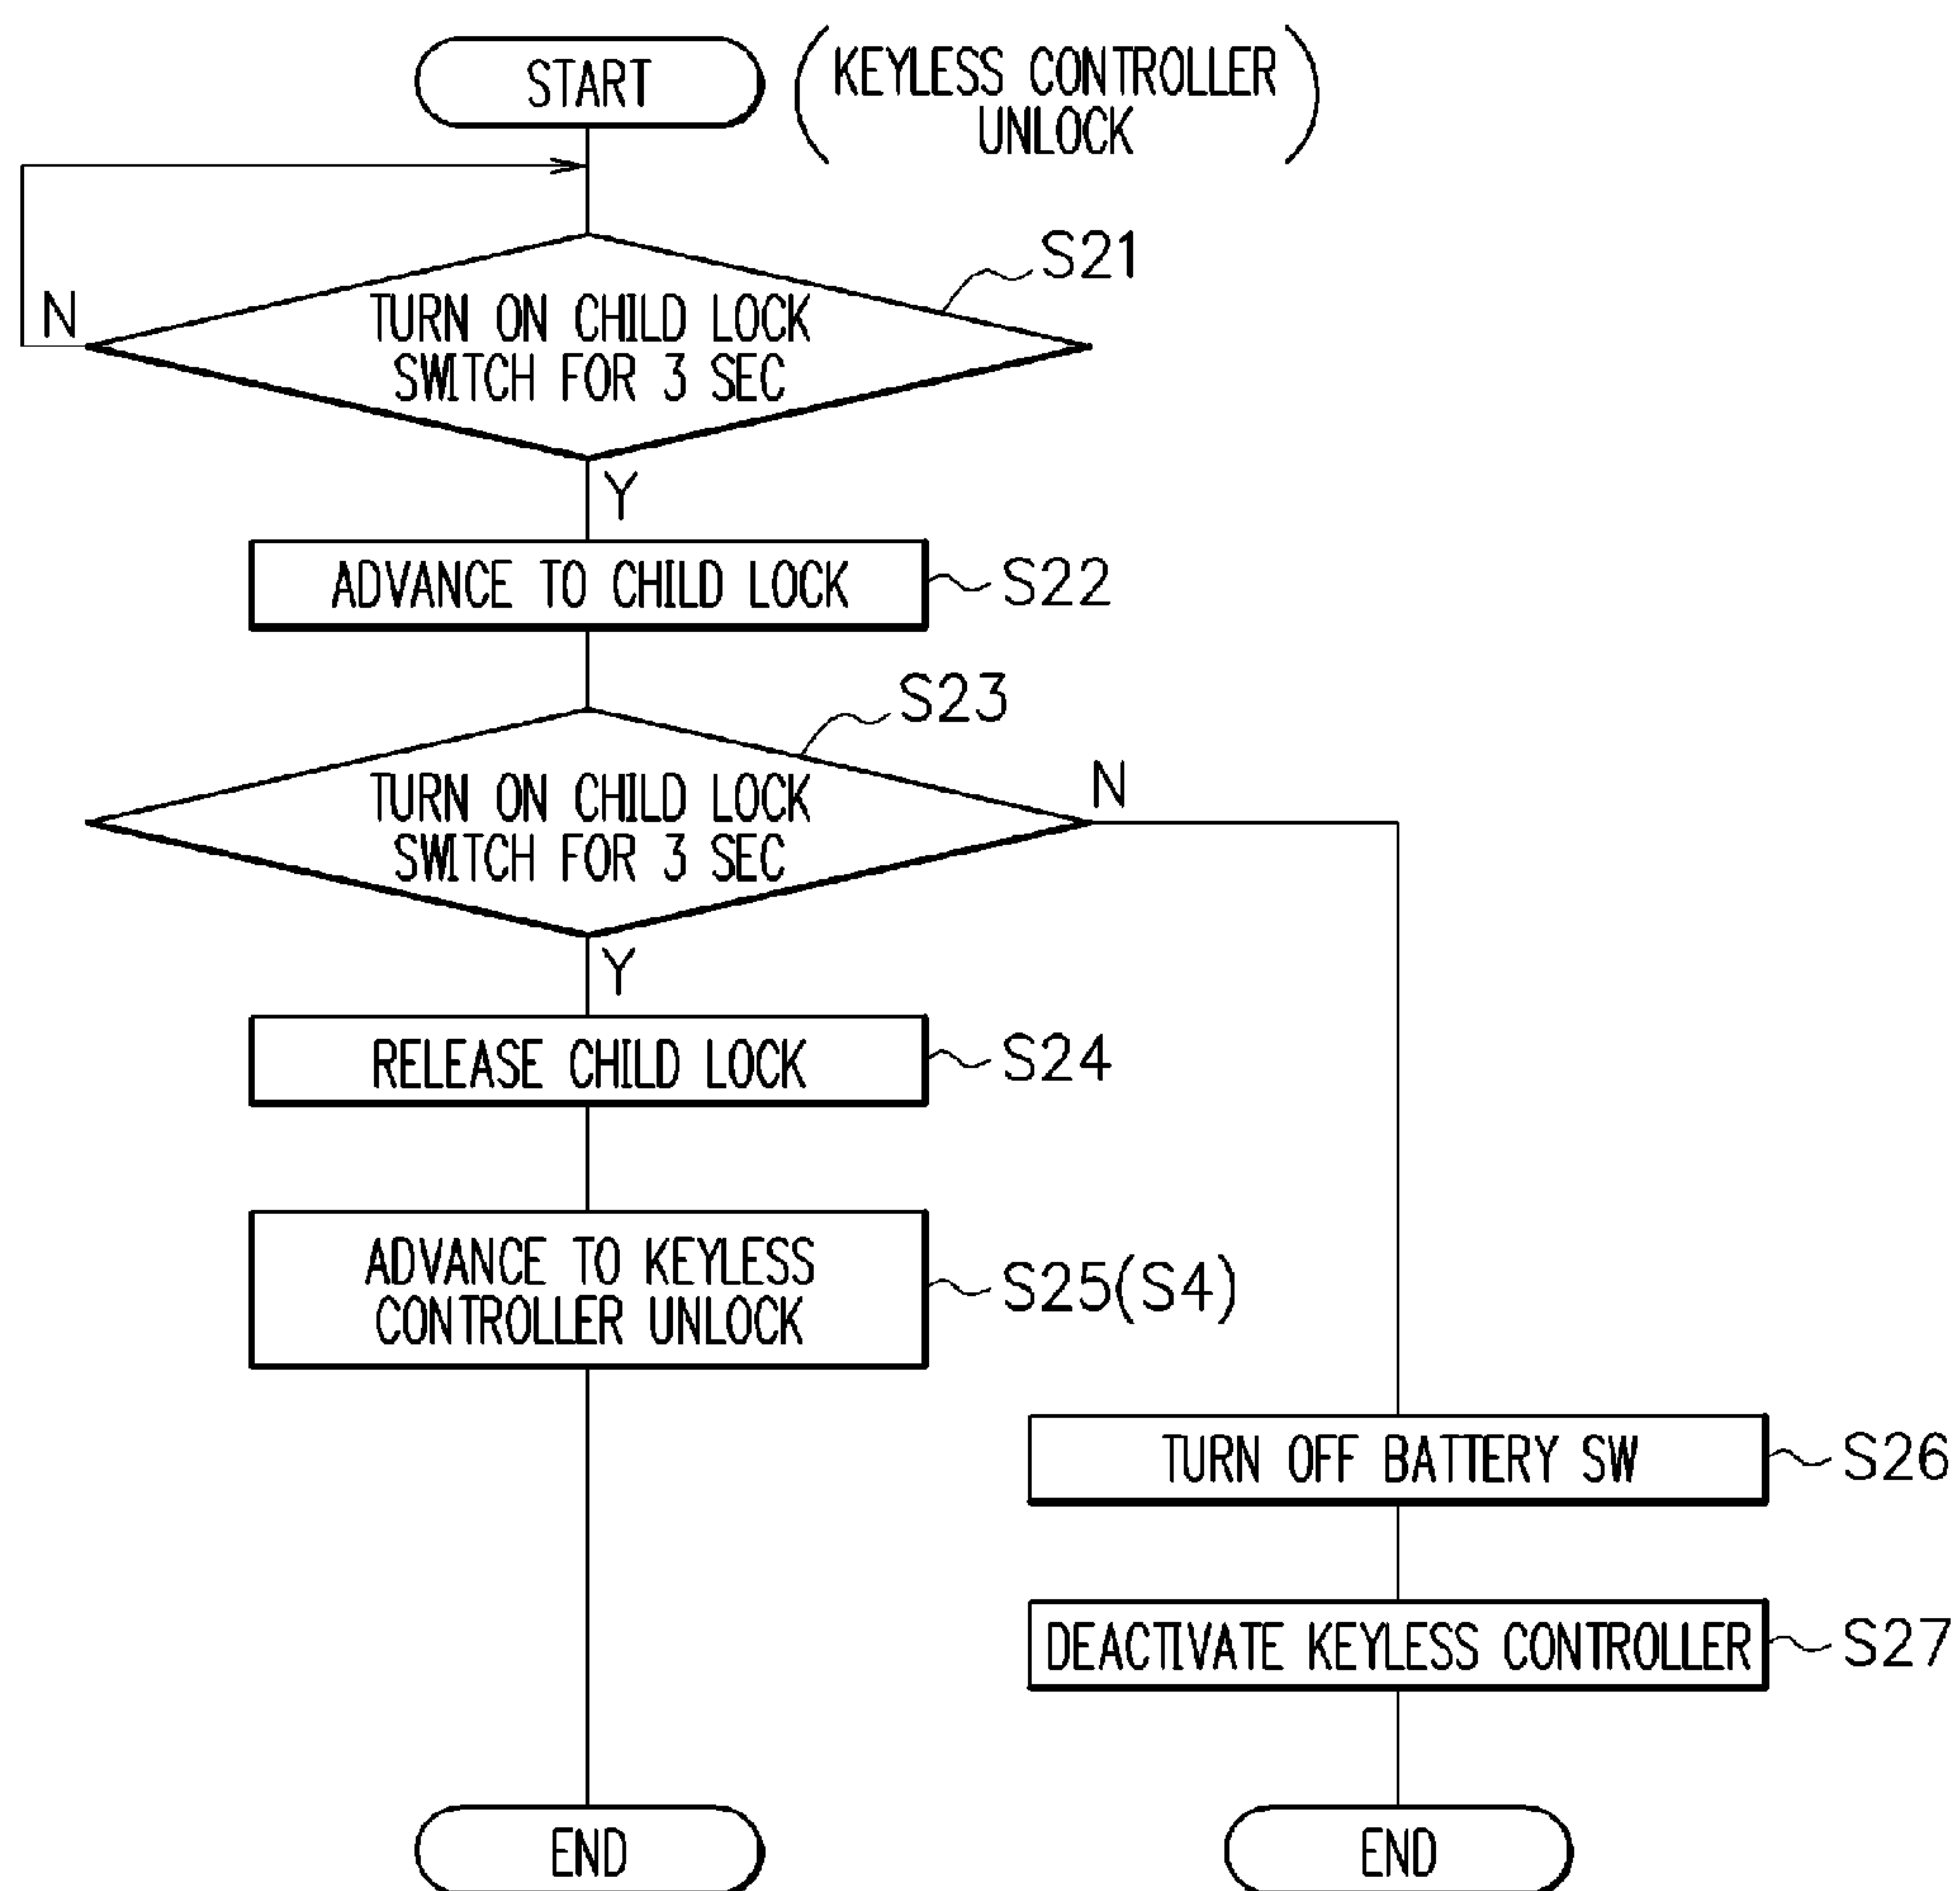 START
(KEYLESS CONTROLLER
UNLOCK)
S21
N
TURN ON CHILD LOCK
SWITCH FOR 3 SEC
Y
ADVANCE TO CHILD LOCK
S22
S23
N
TURN ON CHILD LOCK
SWITCH FOR 3 SEC
Y
RELEASE CHILD LOCK
S24
ADVANCE TO KEYLESS
CONTROLLER UNLOCK
S25(S4)
TURN OFF BATTERY SW
S26
DEACTIVATE KEYLESS CONTROLLER
S27
END
END